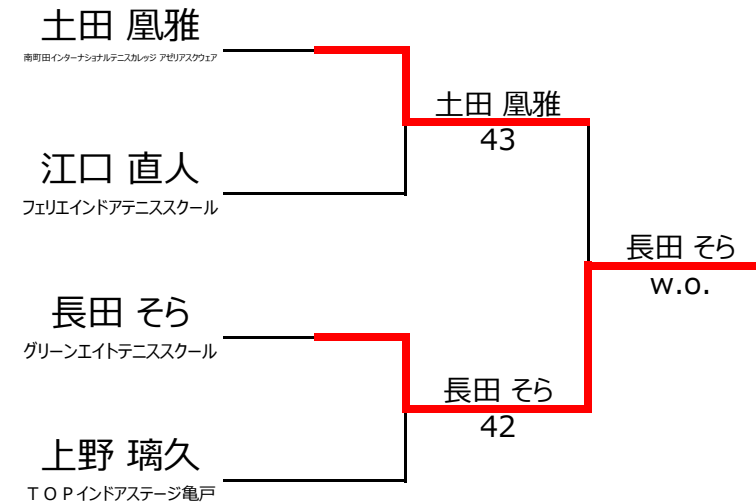 土田 凰雅
南町田インターナショナルテニスカレッジ アゼリアスクウェア
土田 凰雅
43
江口 直人
フェリエインドアテニススクール
長田 そら
w.o.
長田 そら
グリーンエイトテニススクール
長田 そら
42
上野 璃久
ＴＯＰインドアステージ亀戸